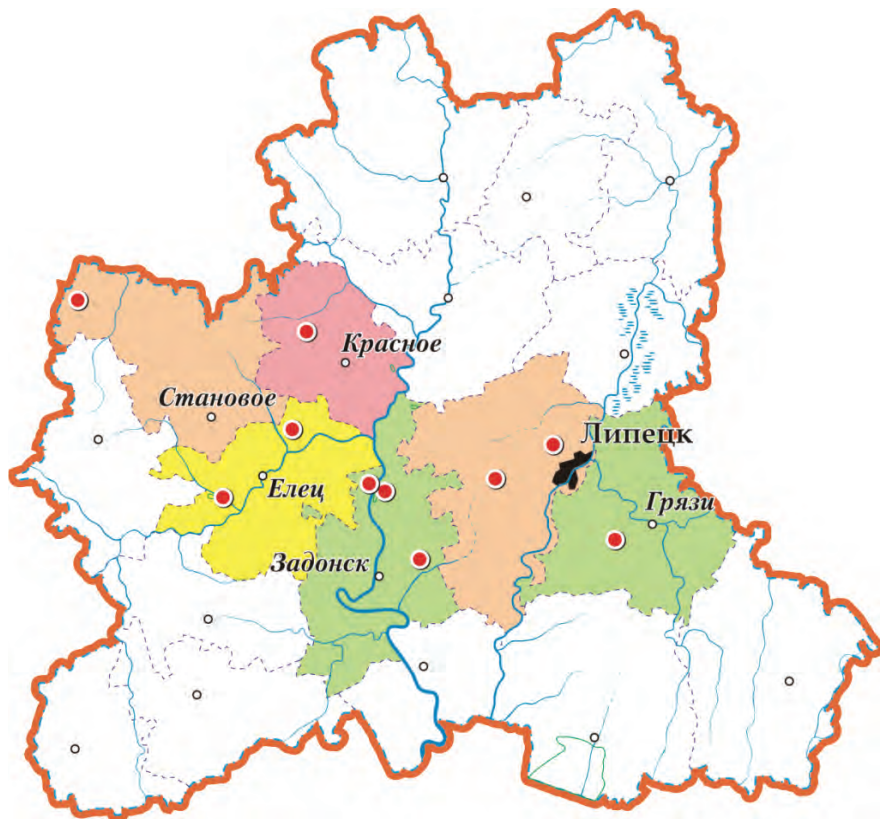 Красное
Становое
Липецк
Елец
Грязи
Задонск